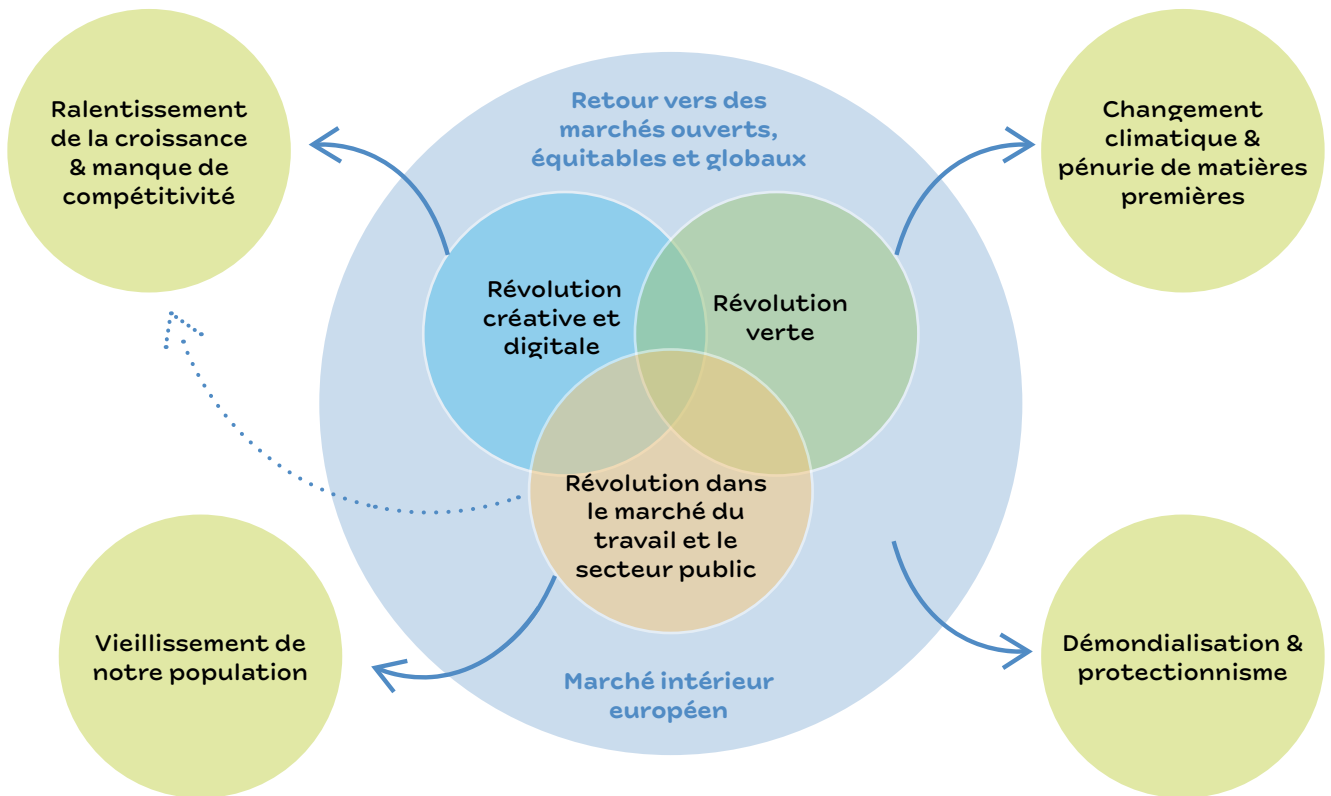 Ralentissement
de la croissance
& manque de
compétitivité
Retour vers des
marchés ouverts,
équitables et globaux
Changement
climatique &
pénurie de matières
premières
Révolution
créative et
digitale
Révolution
verte
Révolution dans
le marché du
travail et le
secteur public
Vieillissement de
notre population
Marché intérieur
européen
Démondialisation &
protectionnisme